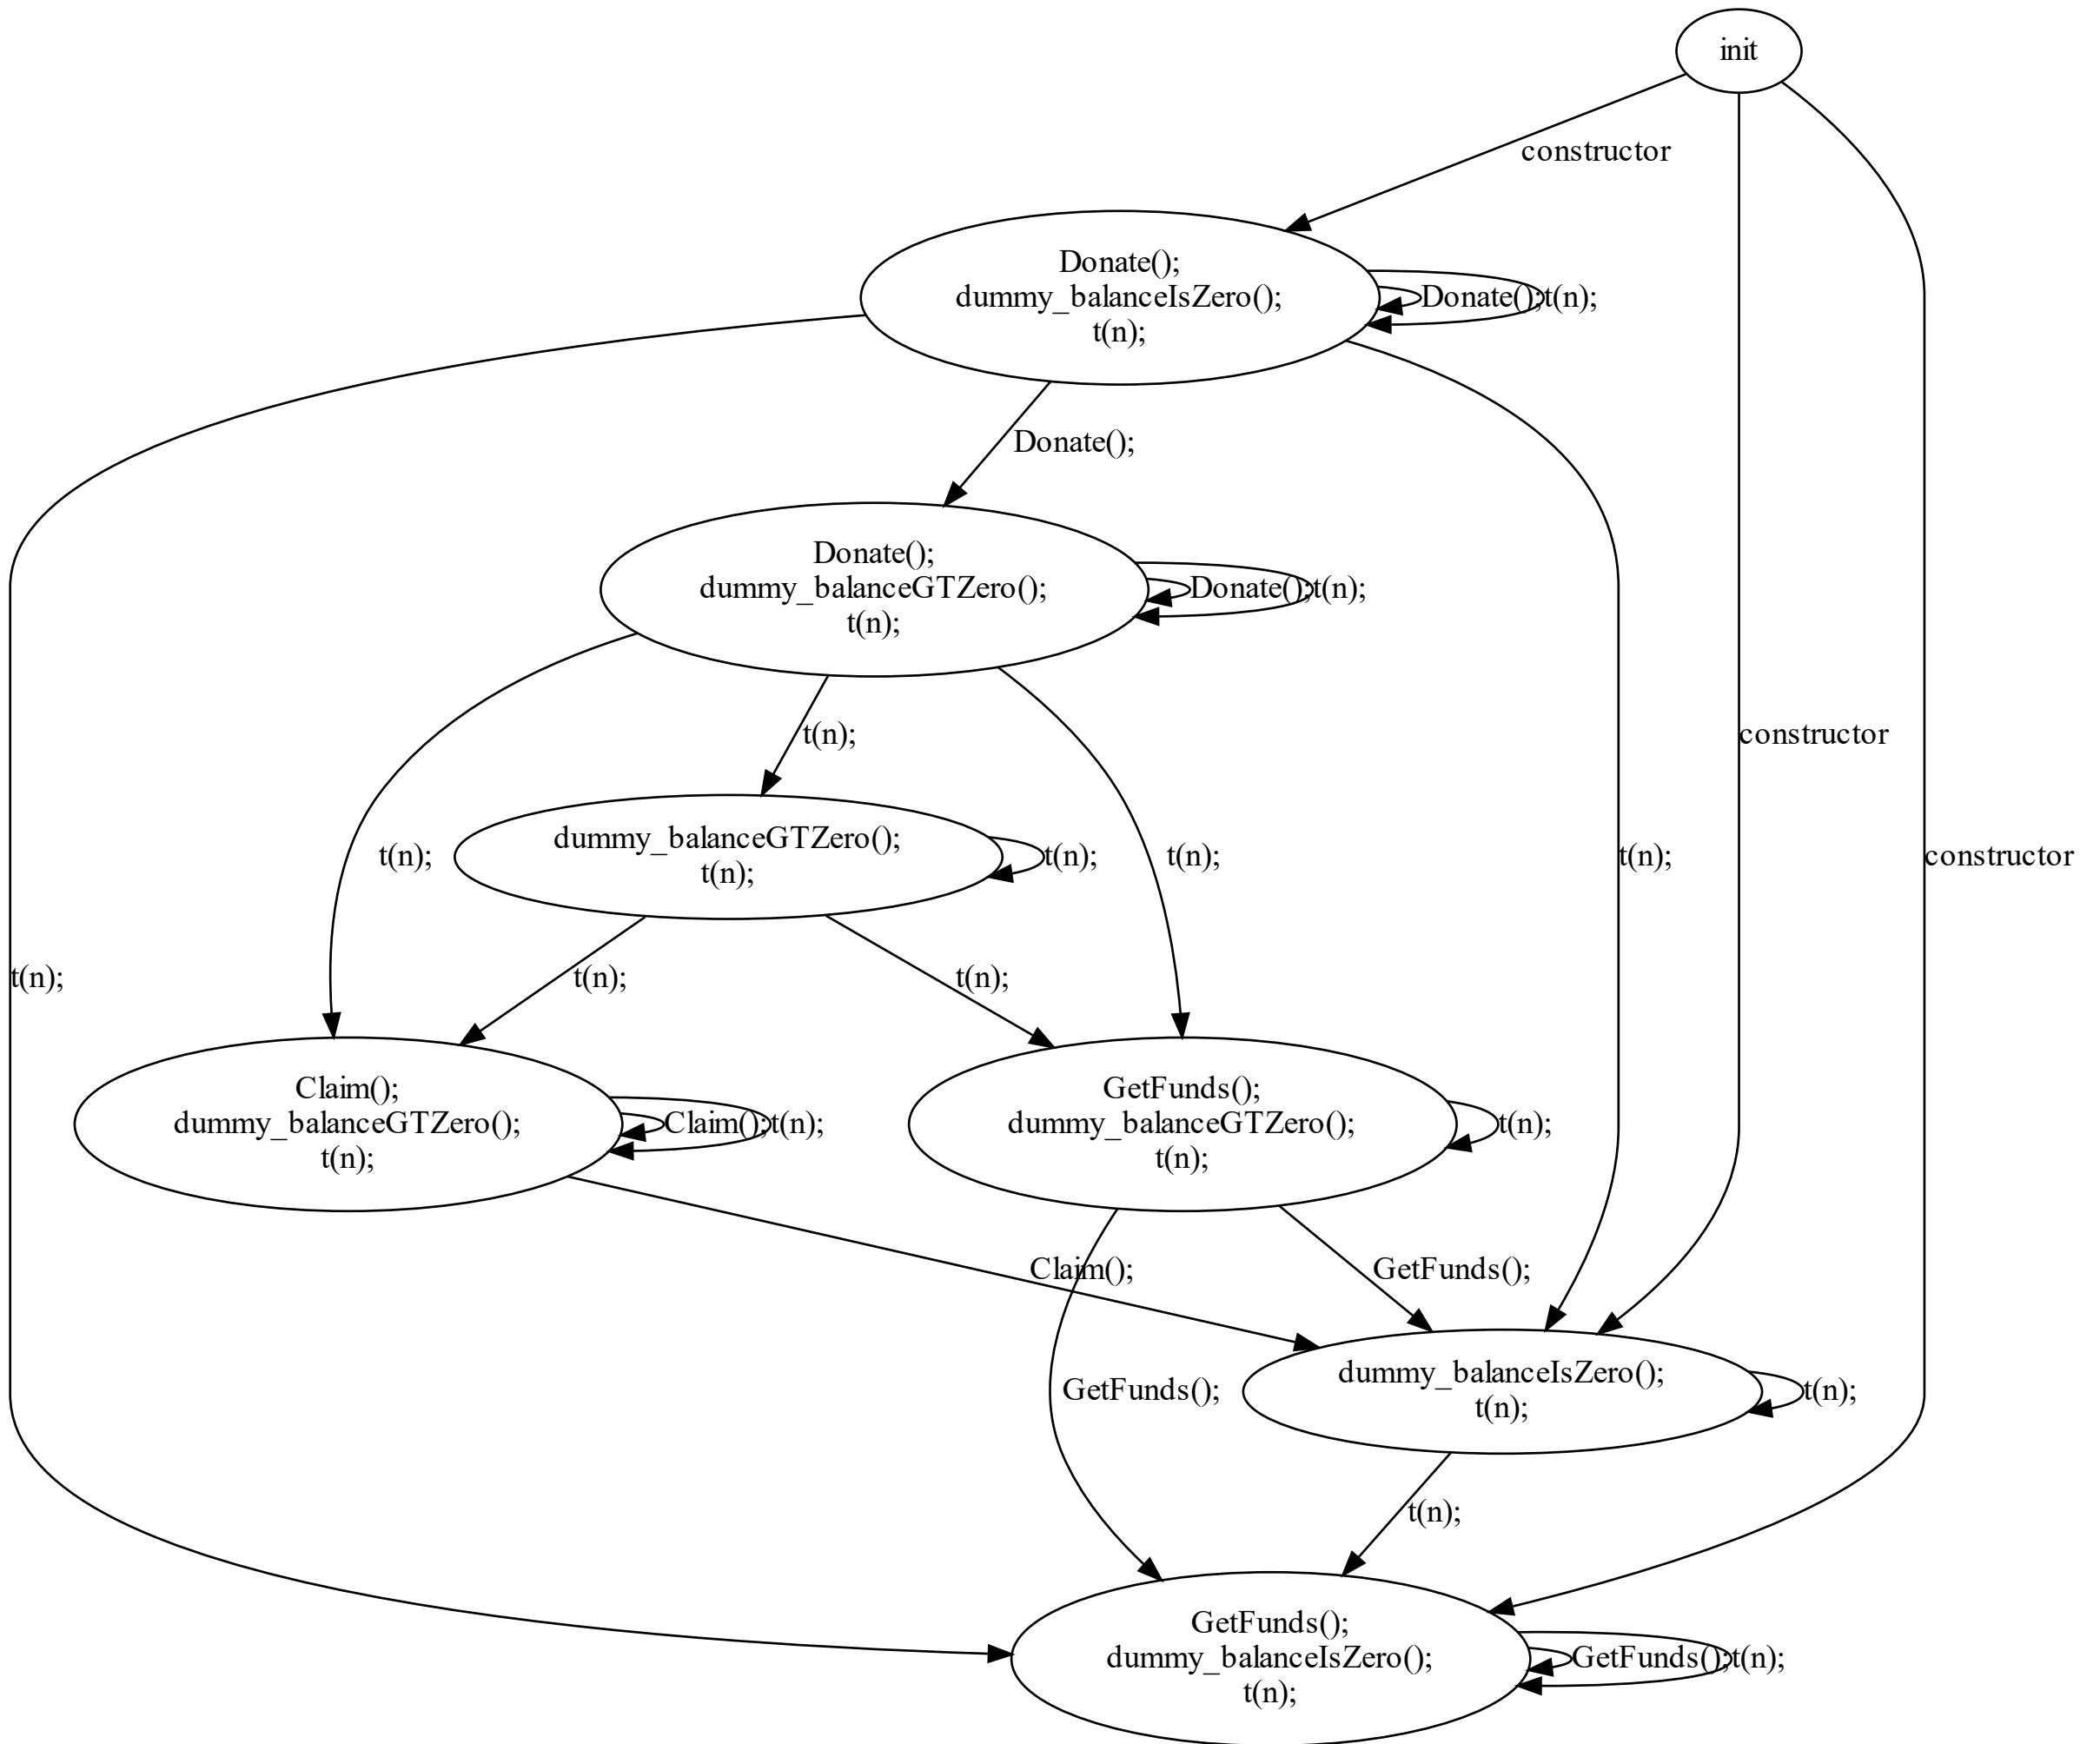 init
constructor
Donate();
dummy_balanceIsZero();
t(n);
Donate();
t(n);
Donate();
Donate();
dummy_balanceGTZero();
t(n);
Donate();
t(n);
t(n);
constructor
dummy_balanceGTZero();
t(n);
t(n);
t(n);
t(n);
t(n);
constructor
t(n);
t(n);
t(n);
Claim();
dummy_balanceGTZero();
t(n);
Claim();
t(n);
GetFunds();
dummy_balanceGTZero();
t(n);
t(n);
Claim();
GetFunds();
GetFunds();
dummy_balanceIsZero();
t(n);
t(n);
t(n);
GetFunds();
dummy_balanceIsZero();
t(n);
GetFunds();
t(n);